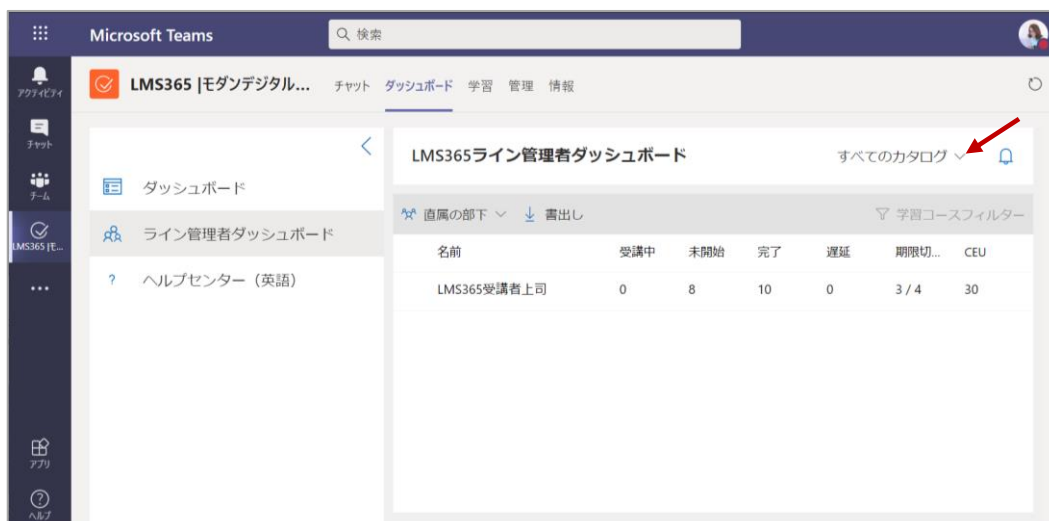 Microsoft Teams
検索
アクティビティ
チャット
チーム
LMS365 |モ...
アプリ
ヘルプ
LMS365 |モダンデジタル...
チャット ダッシュボード 学習 管理 情報
ダッシュボード
ライン管理者ダッシュボード
? ヘルプセンター（英語）
LMS365ライン管理者ダッシュボード
すべてのカタログ
直属の部下 書出し
学習コースフィルター
名前 受講中 未開始 完了 遅延 期限切... CEU
LMS365受講者上司 0 8 10 0 3 / 4 30